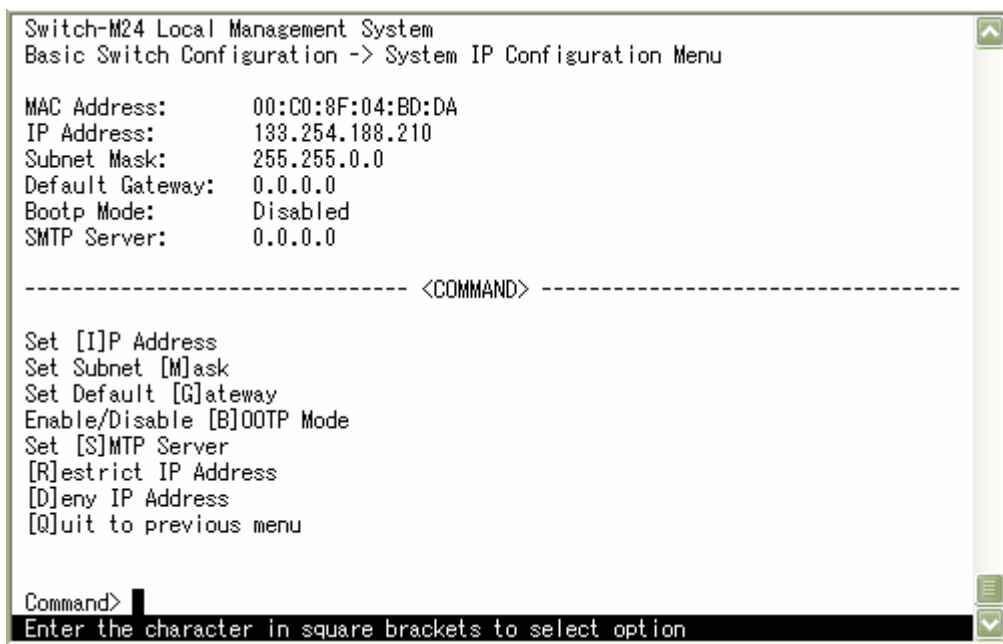 Switch-M24 Local Management System
Basic Switch Configuration -> System IP Configuration Menu
MAC Address: 00:C0:8F:04:BD:DA
IP Address: 133.254.188.210
Subnet Mask: 255.255.0.0
Default Gateway: 0.0.0.0
Bootp Mode: Disabled
SMTP Server: 0.0.0.0
-------------------------------- <COMMAND> -----------------------------------
Set [I]P Address
Set Subnet [M]ask
Set Default [G]ateway
Enable/Disable [B]OOTP Mode
Set [S]MTP Server
[R]estrict IP Address
[D]eny IP Address
[Q]uit to previous menu
Command>
Enter the character in square brackets to select option